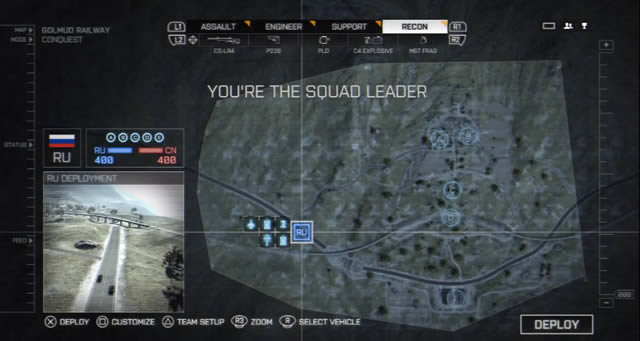 MAP
GOLMUD RAILWAY
MODE
CONQUEST
L1 ASSAULT ENGINEER SUPPORT RECON R1
L2 R2
CS-LR4 P226 PLD C4 EXPLOSIVE M67 FRAG
YOU'RE THE SQUAD LEADER
STATUS
A B C D E
RU
RU CN
400 400
RU DEPLOYMENT
A B
C
D
RU
FEED
E
000
DEPLOY CUSTOMIZE TEAM SETUP R3 ZOOM R SELECT VEHICLE
DEPLOY